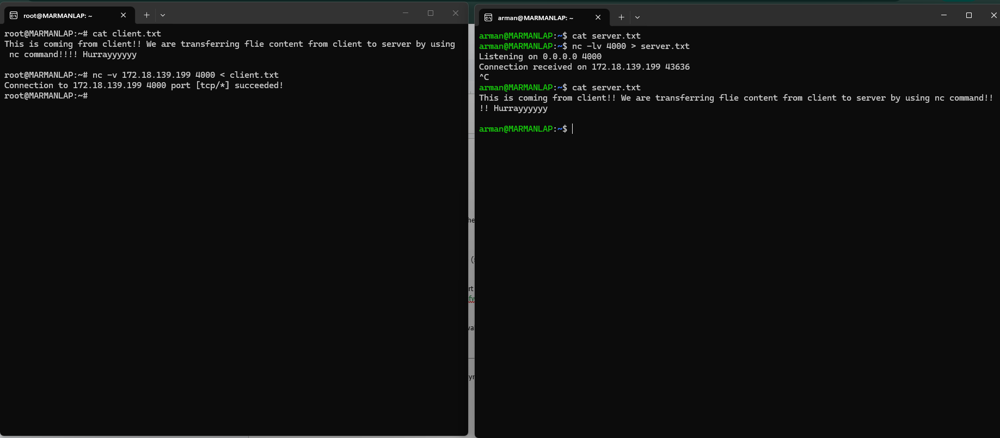 root@MARMANLAP: ~
root@MARMANLAP:~# cat client.txt
This is coming from client!! We are transferring flie content from client to server by using
 nc command!!!! Hurrayyyyyy
root@MARMANLAP:~# nc -v 172.18.139.199 4000 < client.txt
Connection to 172.18.139.199 4000 port [tcp/*] succeeded!
root@MARMANLAP:~#
arman@MARMANLAP: ~
arman@MARMANLAP:~$ cat server.txt
arman@MARMANLAP:~$ nc -lv 4000 > server.txt
Listening on 0.0.0.0 4000
Connection received on 172.18.139.199 43636
^C
arman@MARMANLAP:~$ cat server.txt
This is coming from client!! We are transferring flie content from client to server by using nc command!!
!! Hurrayyyyyy
arman@MARMANLAP:~$